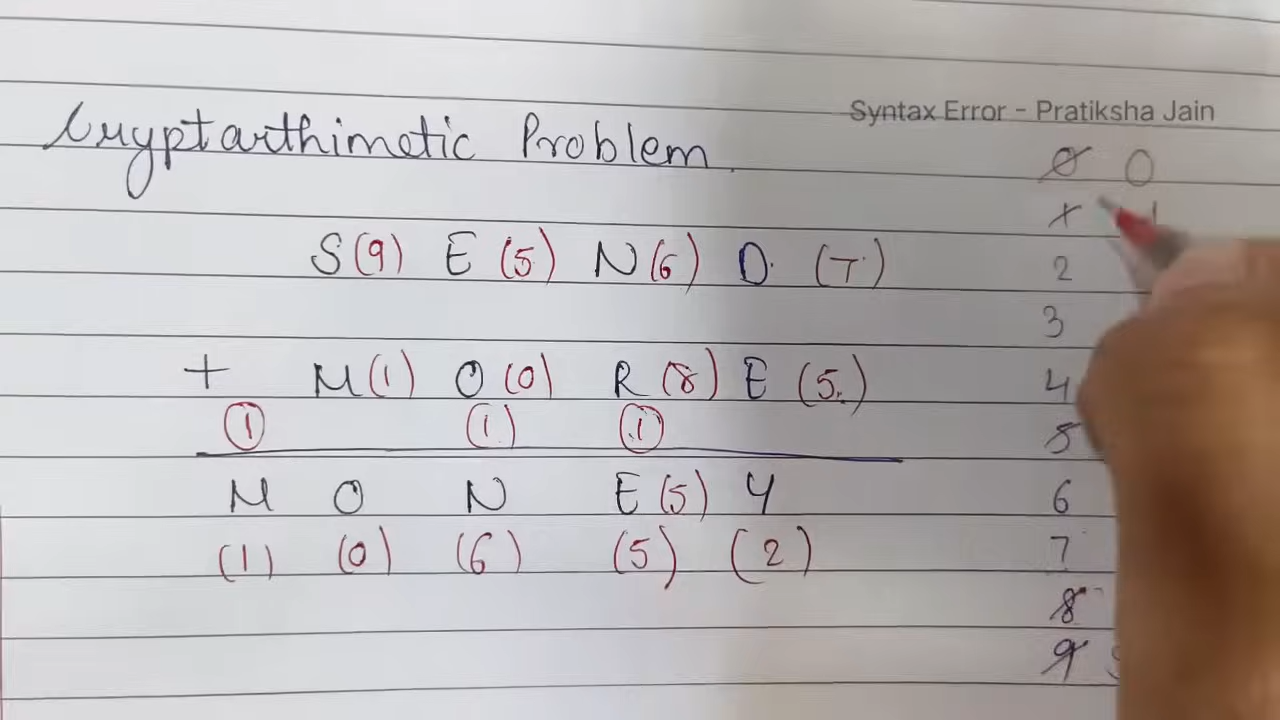 Syntax Error - Pratiksha Jain
Cryptarthimetic Problem.
0 0
1
S(9) E (5) N(6) D. (7)
2
3
+ M(1) O(0) R(8) E (5.)
4
(1) (1) (1)
5
M O N E(5) Y
6
(1) (0) (6) (5) (2)
7
8
9